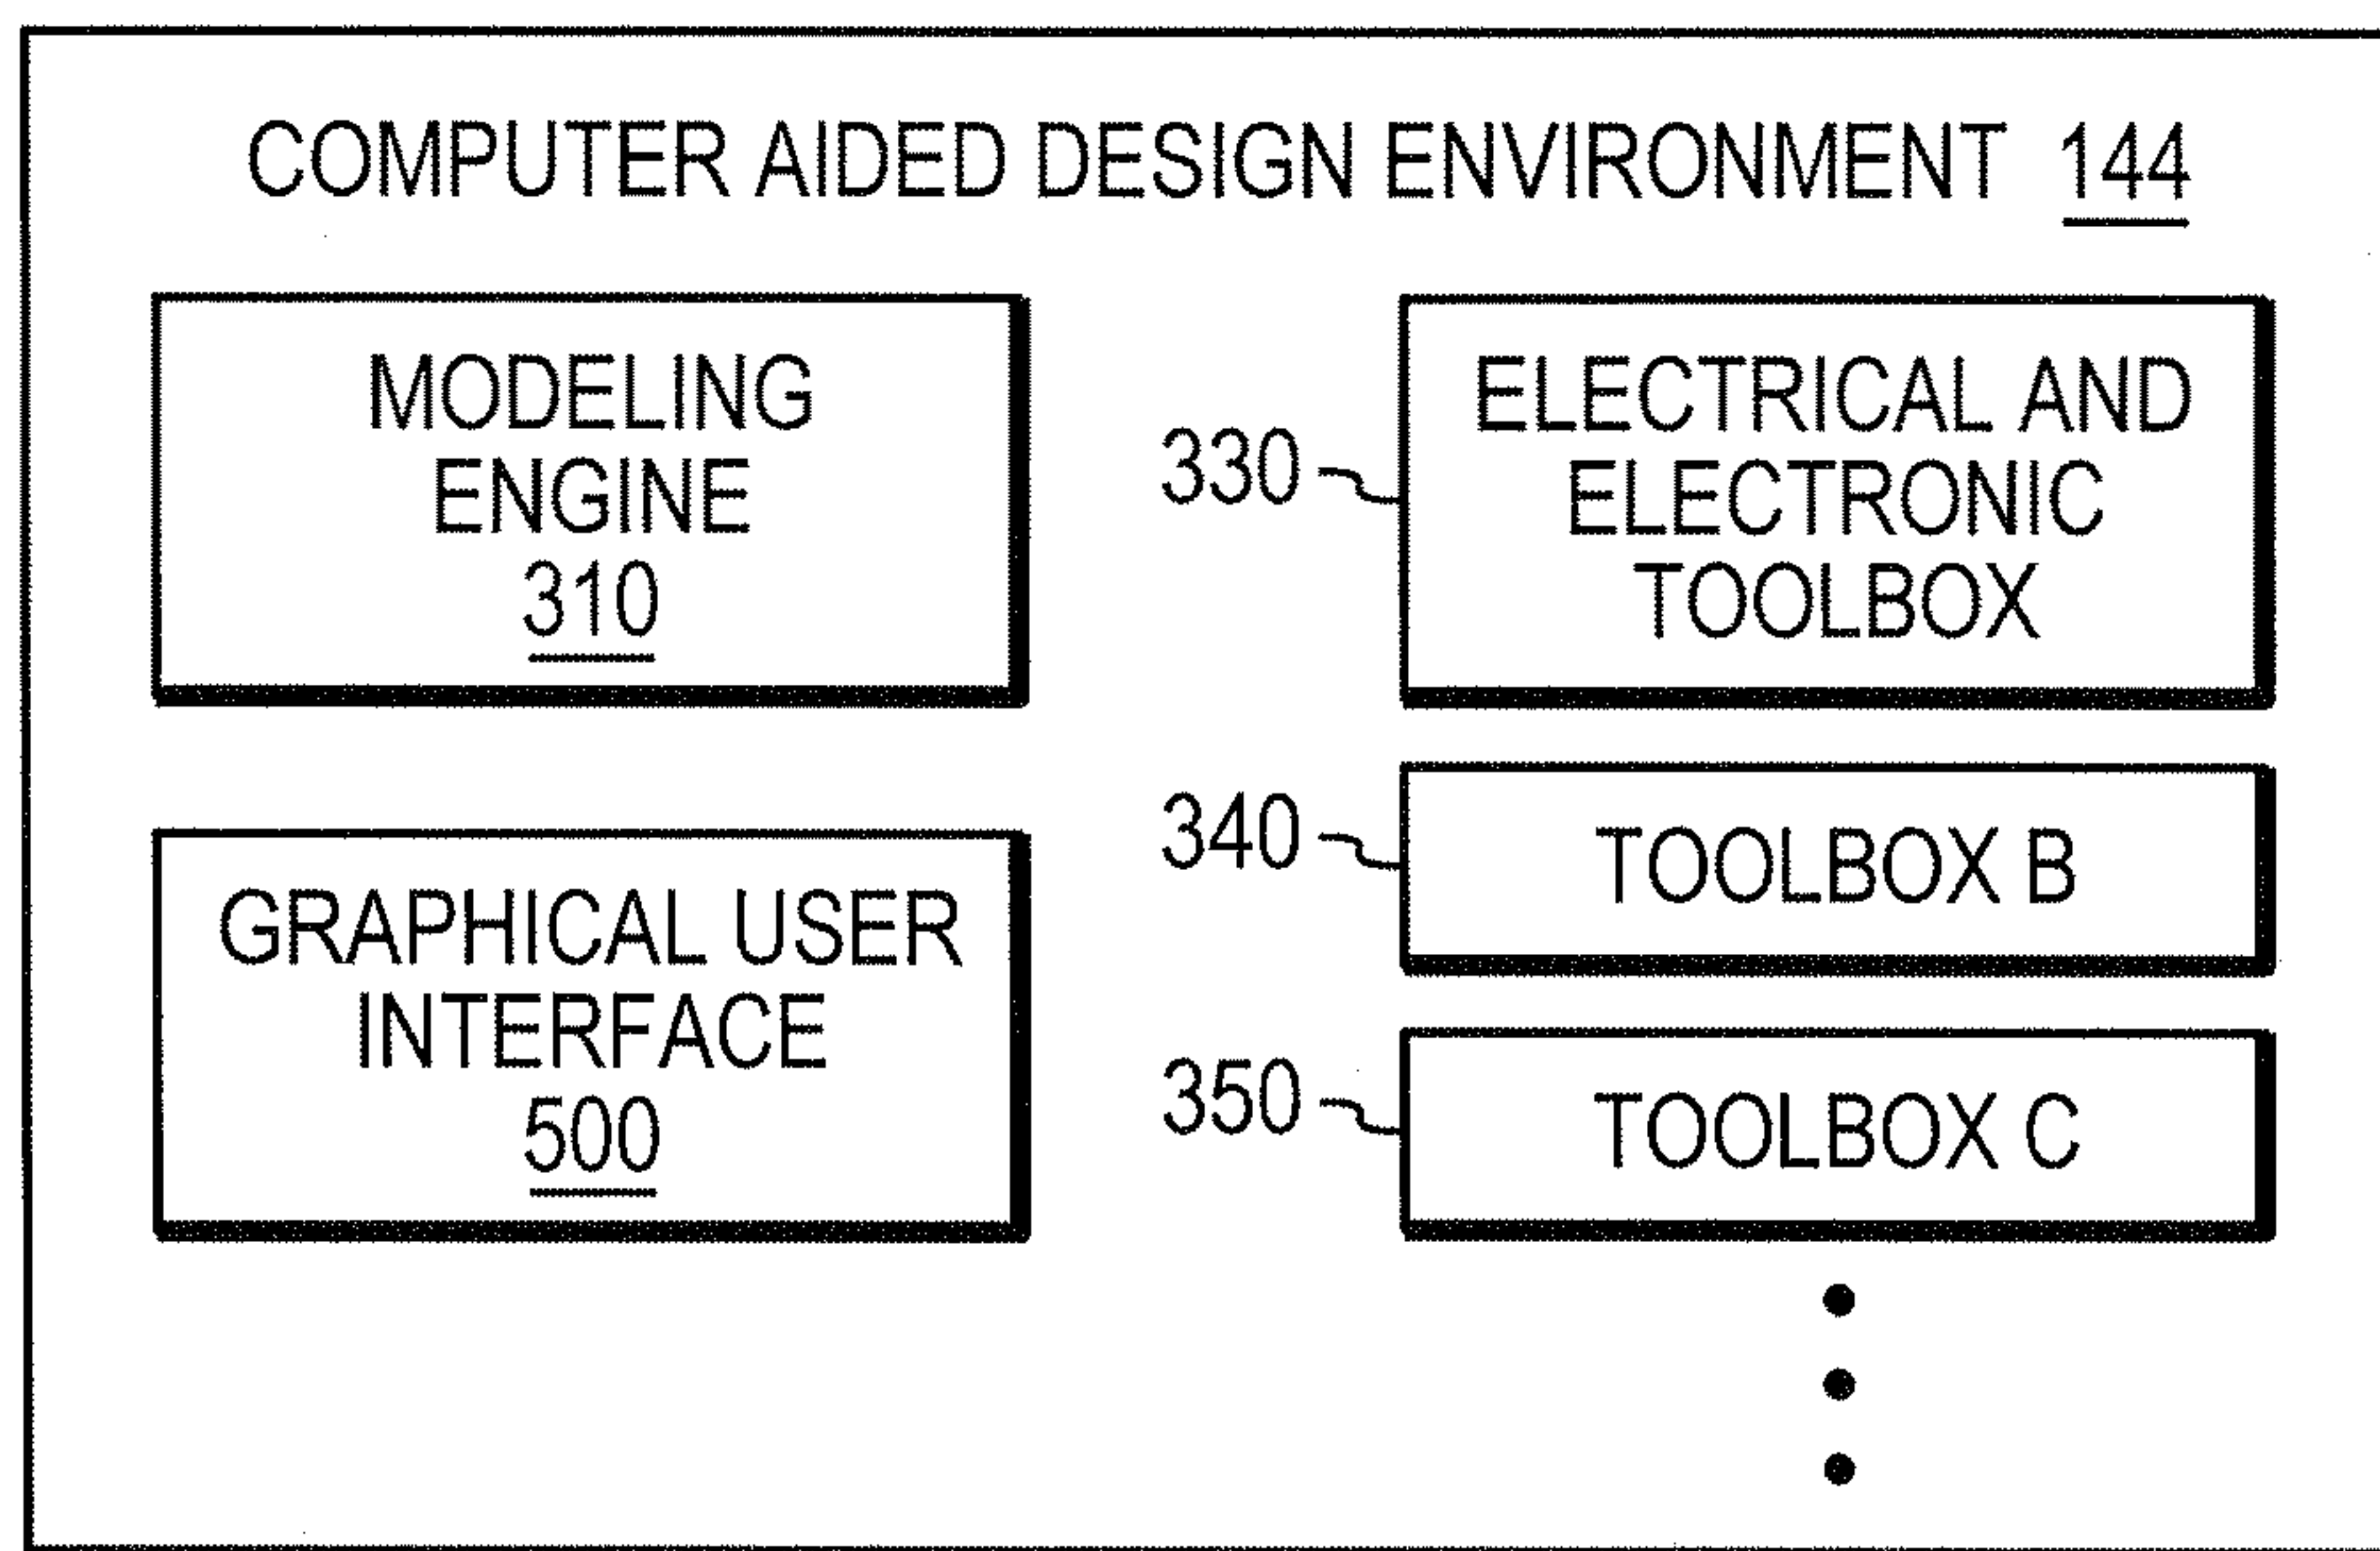 COMPUTER AIDED DESIGN ENVIRONMENT 144
MODELING
ENGINE
310
GRAPHICAL USER
INTERFACE
500
330
ELECTRICAL AND
ELECTRONIC
TOOLBOX
340
TOOLBOX B
350
TOOLBOX C